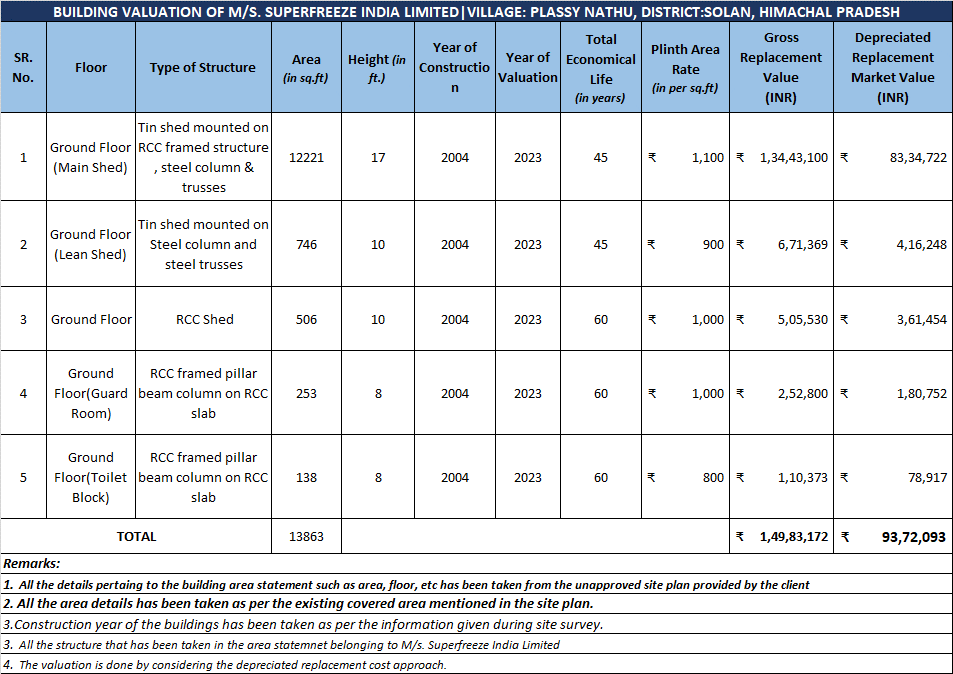 BUILDING VALUATION OF M/S. SUPERFREEZE INDIA LIMITED|VILLAGE: PLASSY NATHU, DISTRICT:SOLAN, HIMACHAL PRADESH
SR. No. | Floor | Type of Structure | Area (in sq.ft) | Height (in ft.) | Year of Constructio n | Year of Valuation | Total Economical Life (in years) | Plinth Area Rate (in per sq.ft) | Gross Replacement Value (INR) | Depreciated Replacement Market Value (INR)
1 | Ground Floor (Main Shed) | Tin shed mounted on RCC framed structure , steel column & trusses | 12221 | 17 | 2004 | 2023 | 45 | ₹ 1,100 | ₹ 1,34,43,100 | ₹ 83,34,722
2 | Ground Floor (Lean Shed) | Tin shed mounted on Steel column and steel trusses | 746 | 10 | 2004 | 2023 | 45 | ₹ 900 | ₹ 6,71,369 | ₹ 4,16,248
3 | Ground Floor | RCC Shed | 506 | 10 | 2004 | 2023 | 60 | ₹ 1,000 | ₹ 5,05,530 | ₹ 3,61,454
4 | Ground Floor(Guard Room) | RCC framed pillar beam column on RCC slab | 253 | 8 | 2004 | 2023 | 60 | ₹ 1,000 | ₹ 2,52,800 | ₹ 1,80,752
5 | Ground Floor(Toilet Block) | RCC framed pillar beam column on RCC slab | 138 | 8 | 2004 | 2023 | 60 | ₹ 800 | ₹ 1,10,373 | ₹ 78,917
TOTAL | 13863 | ₹ 1,49,83,172 | ₹ 93,72,093
Remarks:
1. All the details pertaing to the building area statement such as area, floor, etc has been taken from the unapproved site plan provided by the client
2. All the area details has been taken as per the existing covered area mentioned in the site plan.
3.Construction year of the buildings has been taken as per the information given during site survey.
3. All the structure that has been taken in the area statemnet belonging to M/s. Superfreeze India Limited
4. The valuation is done by considering the depreciated replacement cost approach.